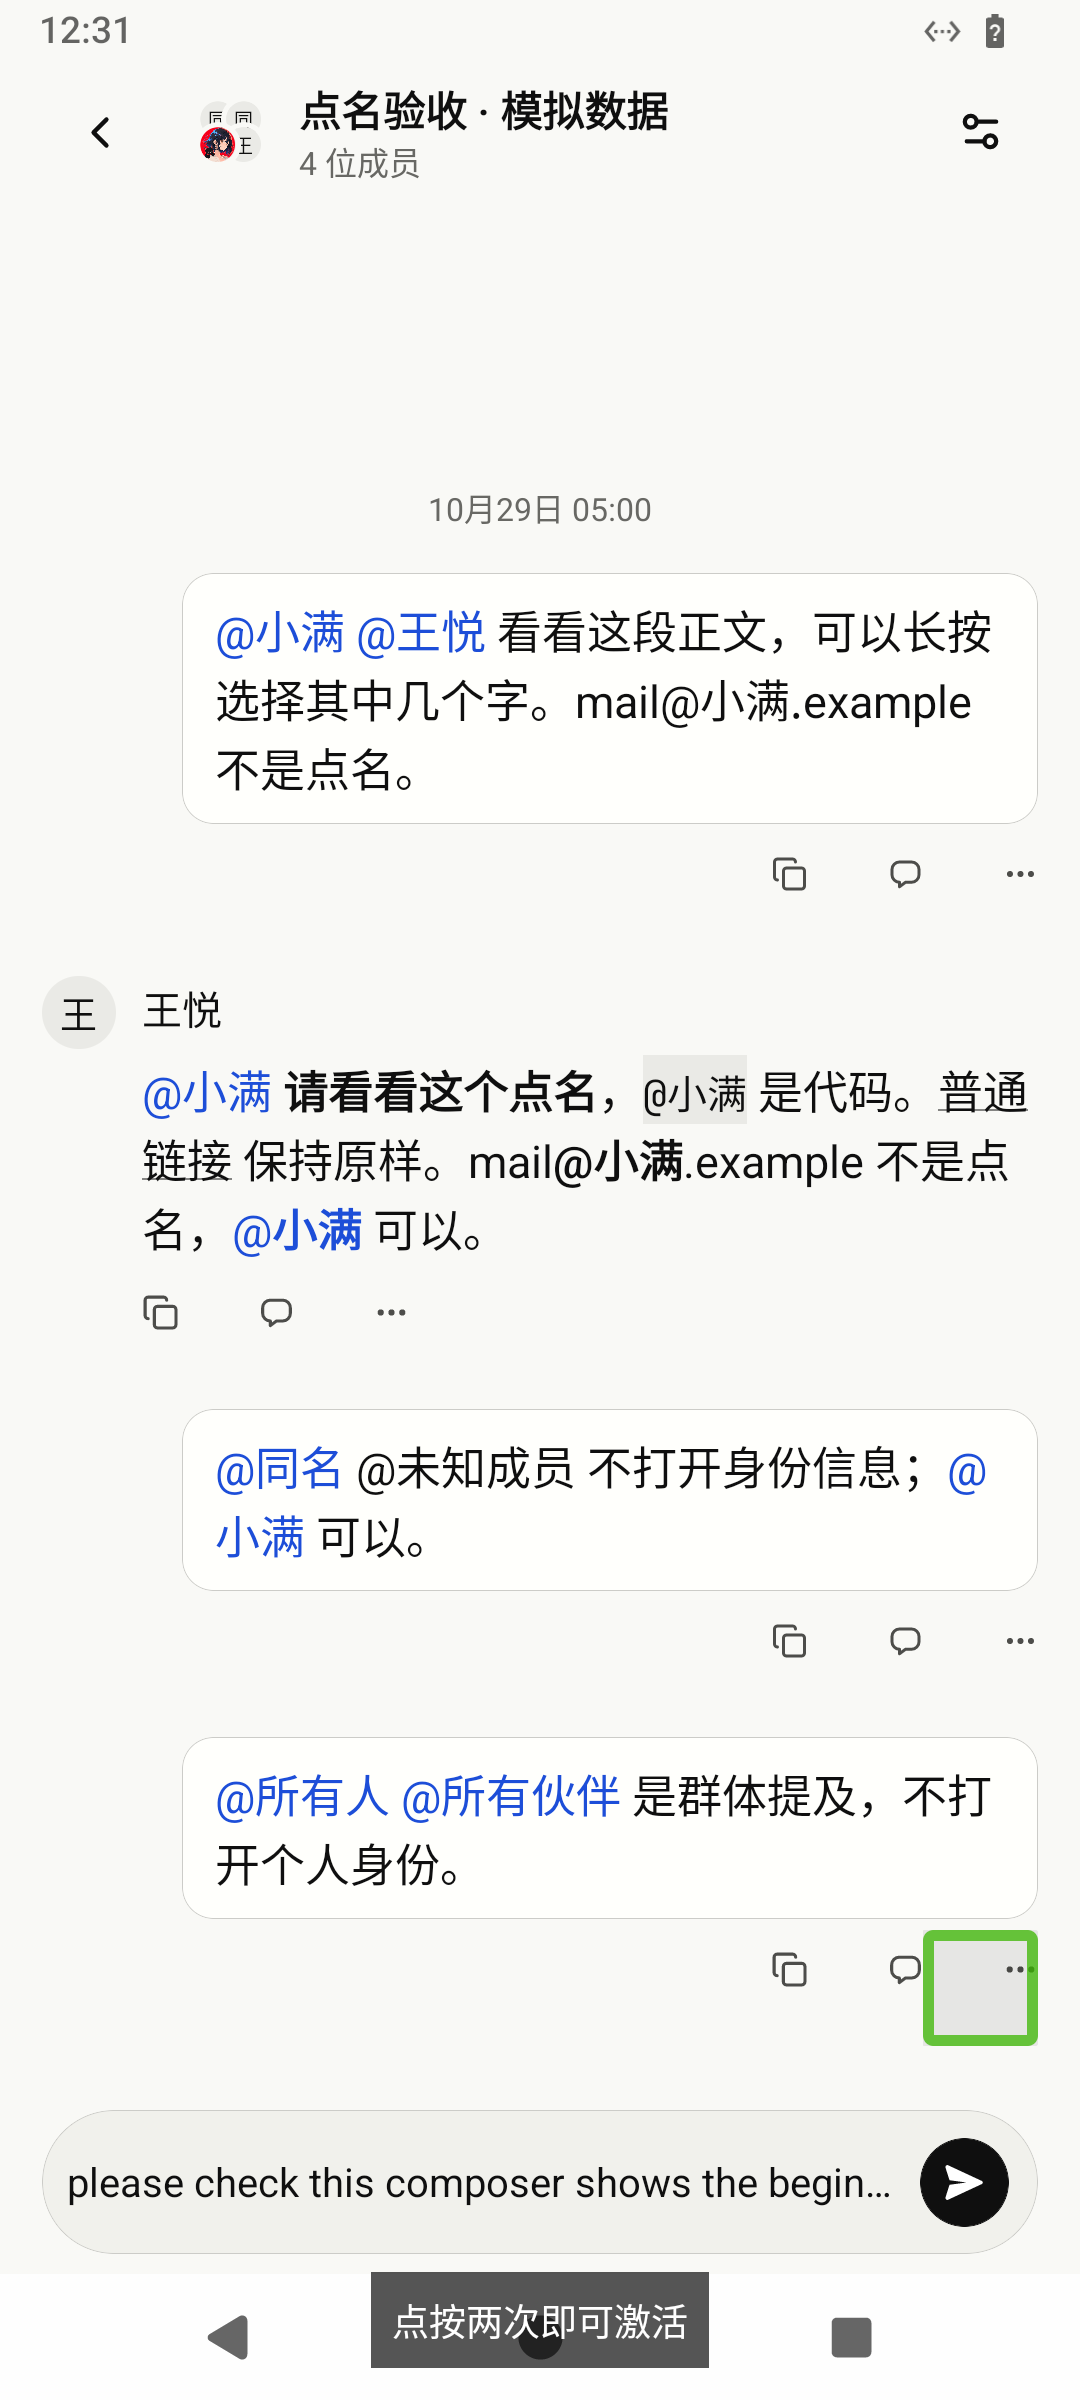 12:31
点名验收 · 模拟数据
4 位成员
10月29日 05:00
@小满 @王悦 看看这段正文，可以长按
选择其中几个字。mail@小满.example
不是点名。
王 王悦
@小满 请看看这个点名，@小满 是代码。普通
链接 保持原样。mail@小满.example 不是点
名，@小满 可以。
@同名 @未知成员 不打开身份信息；@
小满 可以。
@所有人 @所有伙伴 是群体提及，不打
开个人身份。
please check this composer shows the begin…
点按两次即可激活